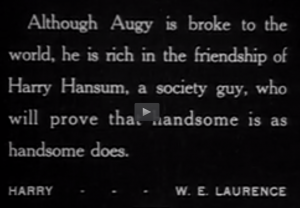 Although Augy is broke to the
world, he is rich in the friendship of
Harry Hansum, a society guy, who
will prove that handsome is as
handsome does.
HARRY - - - W. E. LAURENCE